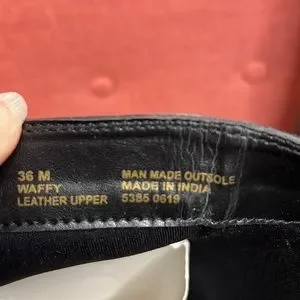 36 M
WAFFY
LEATHER UPPER
MAN MADE OUTSOLE
MADE IN INDIA
5385 0619